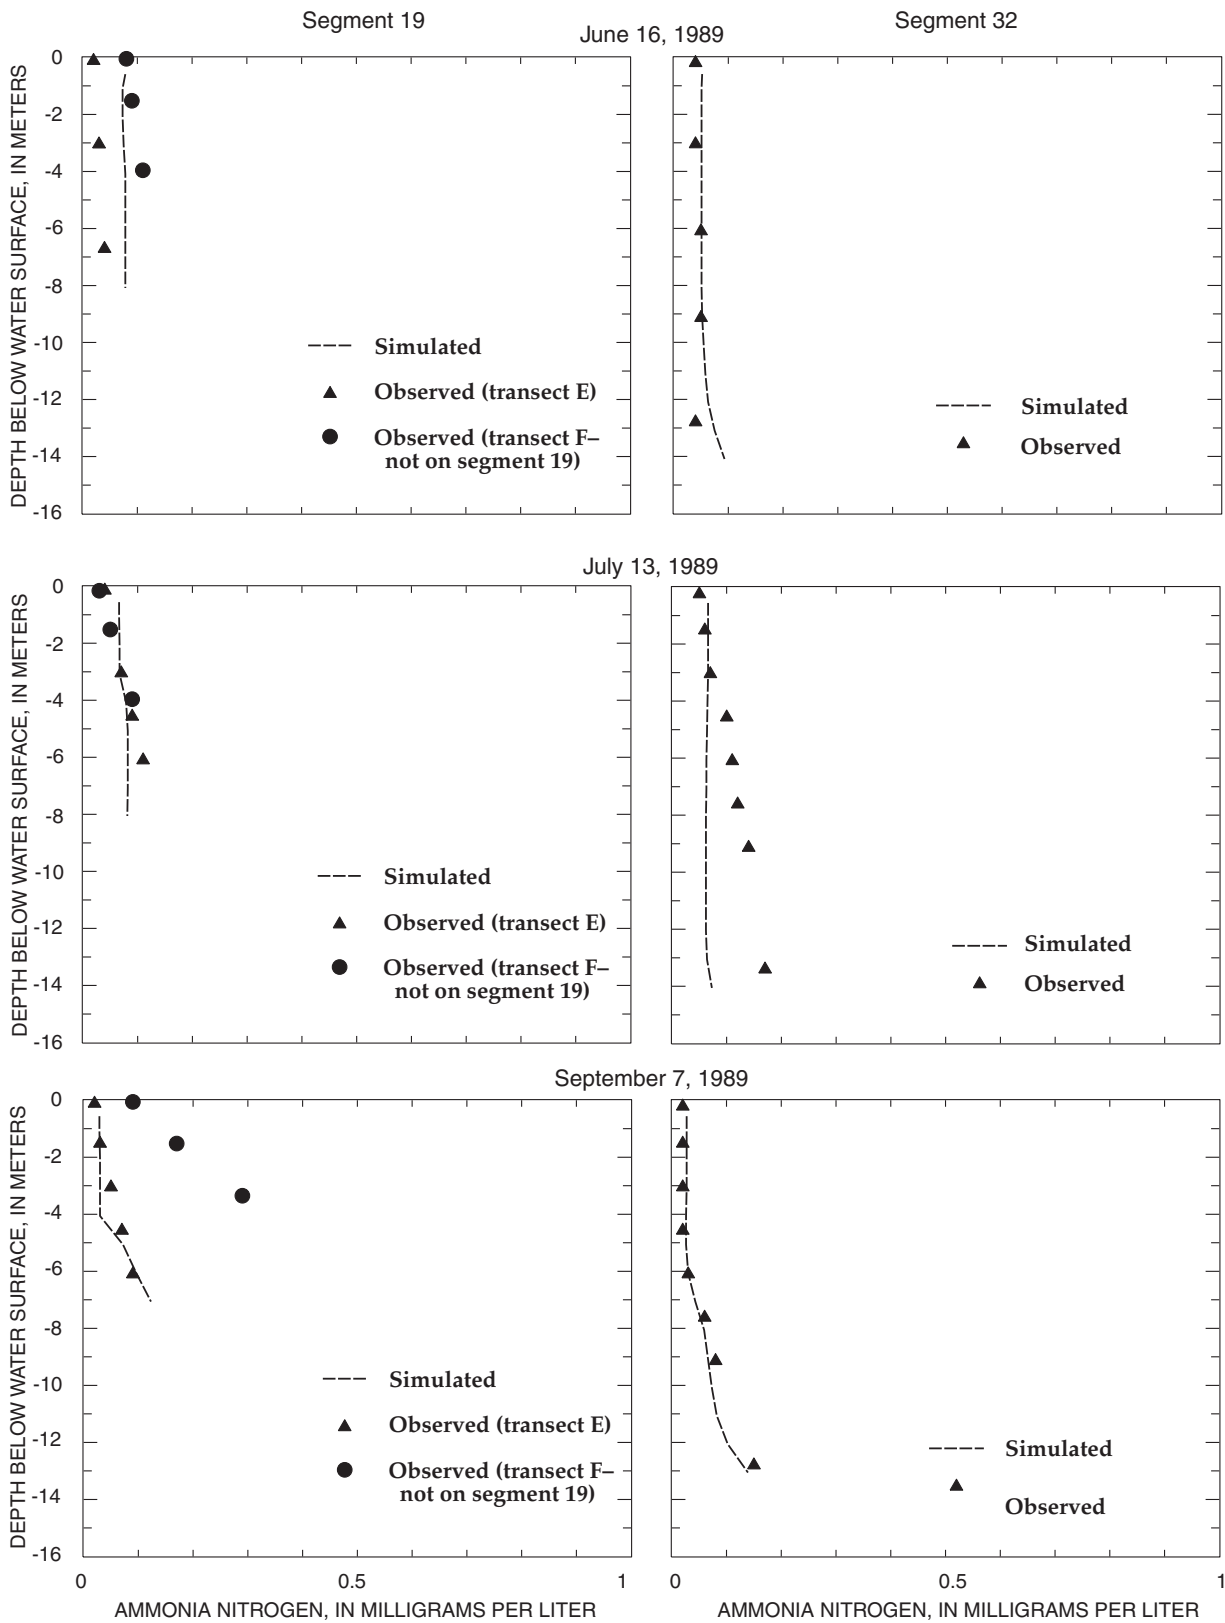 Segment 19
Segment 32
June 16, 1989
DEPTH BELOW WATER SURFACE, IN METERS
0
-2
-4
-6
-8
-10
-12
-14
-16
Simulated
Observed (transect E)
Observed (transect F–
not on segment 19)
Simulated
Observed
July 13, 1989
DEPTH BELOW WATER SURFACE, IN METERS
0
-2
-4
-6
-8
-10
-12
-14
-16
Simulated
Observed (transect E)
Observed (transect F–
not on segment 19)
Simulated
Observed
September 7, 1989
DEPTH BELOW WATER SURFACE, IN METERS
0
-2
-4
-6
-8
-10
-12
-14
-16
Simulated
Observed (transect E)
Observed (transect F–
not on segment 19)
Simulated
Observed
0 0.5 1
0 0.5 1
AMMONIA NITROGEN, IN MILLIGRAMS PER LITER
AMMONIA NITROGEN, IN MILLIGRAMS PER LITER